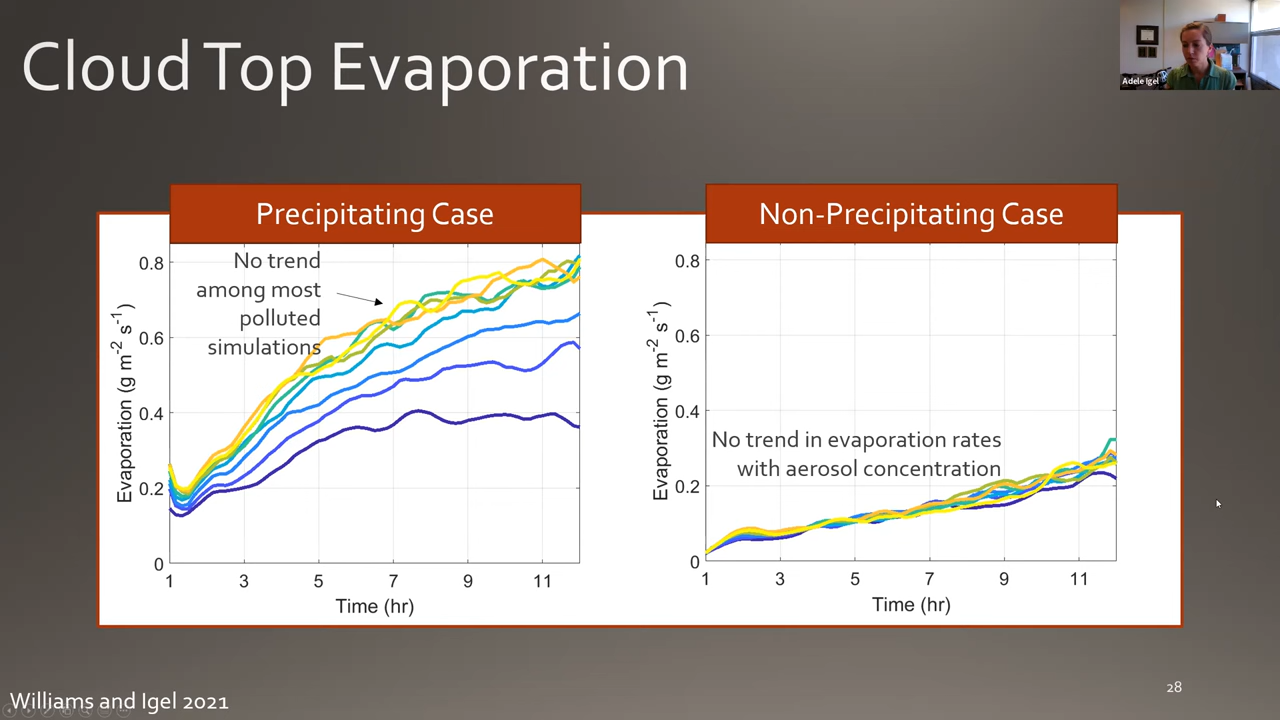 Cloud Top Evaporation
Adele Igel
Precipitating Case
No trend
among most
polluted
simulations
Evaporation (g m⁻² s⁻¹)
0.8
0.6
0.4
0.2
0
1 3 5 7 9 11
Time (hr)
Non-Precipitating Case
No trend in evaporation rates
with aerosol concentration
Evaporation (g m⁻² s⁻¹)
0.8
0.6
0.4
0.2
0
1 3 5 7 9 11
Time (hr)
Williams and Igel 2021
28